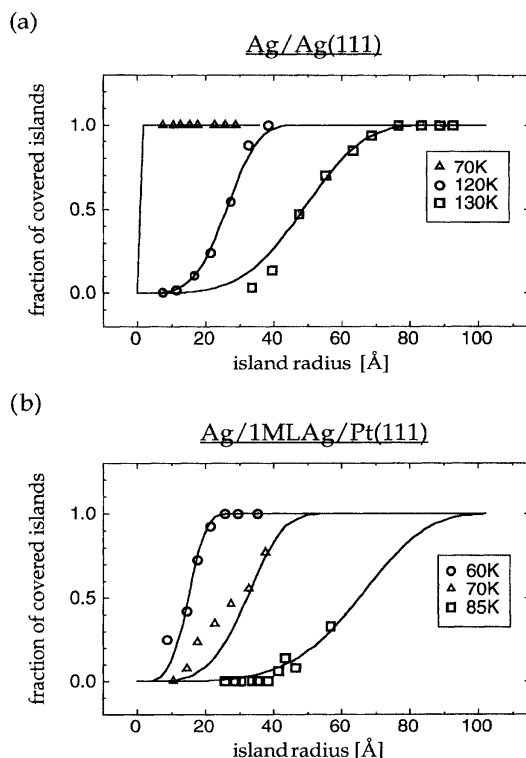 (a)
Ag/Ag(111)
fraction of covered islands
1.0
0.5
0.0
70K
120K
130K
0 20 40 60 80 100
island radius [Å]
(b)
Ag/1MLAg/Pt(111)
fraction of covered islands
1.0
0.5
0.0
60K
70K
85K
0 20 40 60 80 100
island radius [Å]